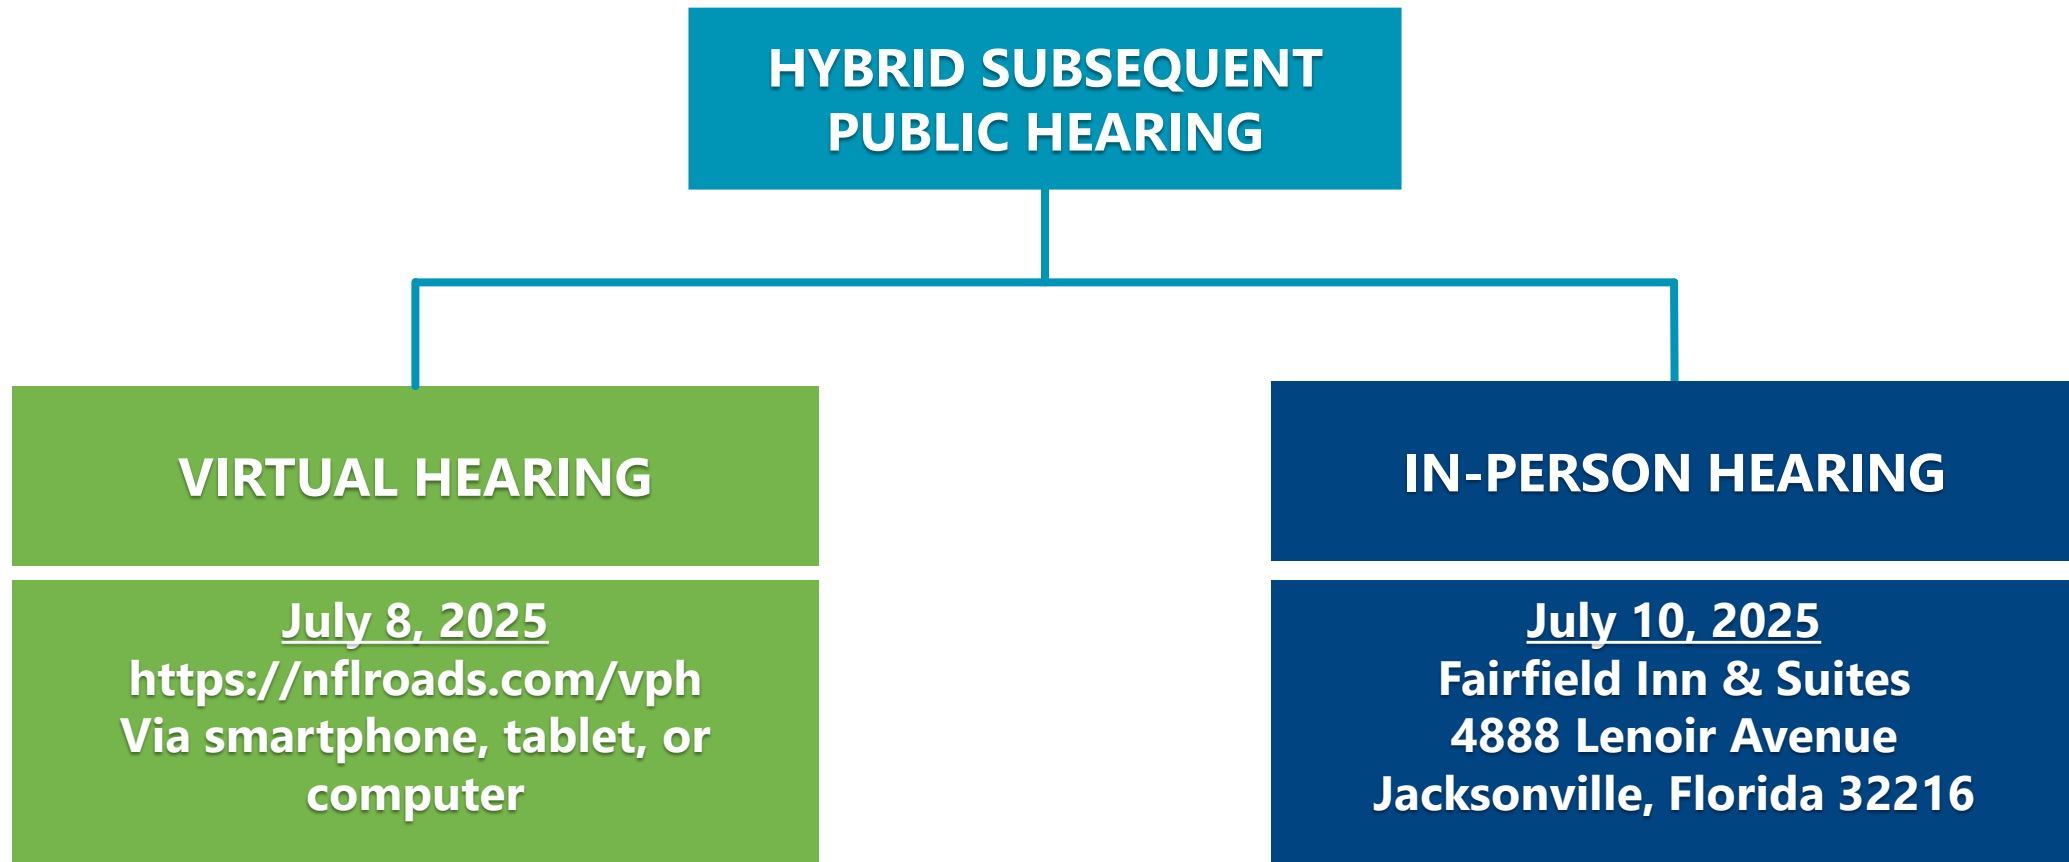 HYBRID SUBSEQUENT
PUBLIC HEARING
VIRTUAL HEARING
July 8, 2025
https://nflroads.com/vph
Via smartphone, tablet, or
computer
IN-PERSON HEARING
July 10, 2025
Fairfield Inn & Suites
4888 Lenoir Avenue
Jacksonville, Florida 32216